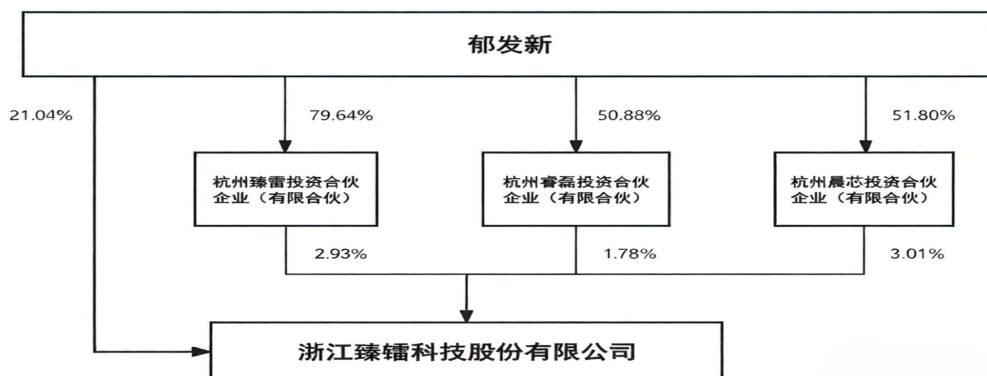 郁发新
21.04%
79.64%
50.88%
51.80%
杭州臻雷投资合伙
企业（有限合伙）
杭州睿磊投资合伙
企业（有限合伙）
杭州晨芯投资合伙
企业（有限合伙）
2.93%
1.78%
3.01%
浙江臻镭科技股份有限公司